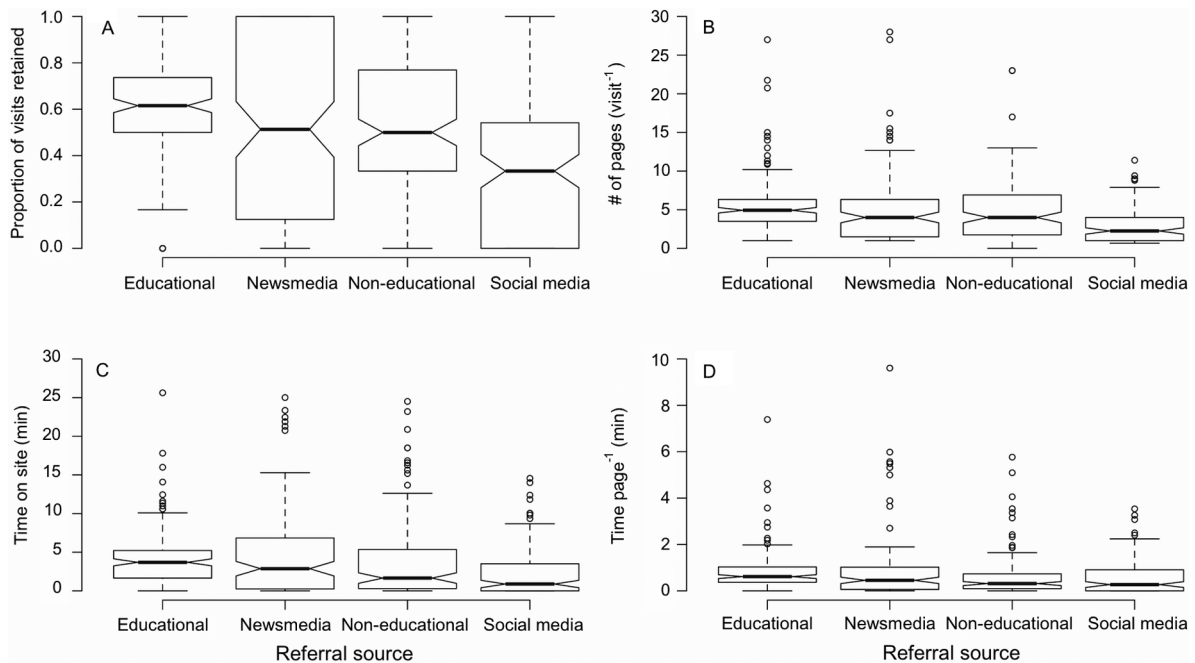 A
Proportion of visits retained
1.0
0.8
0.6
0.4
0.2
0.0
Educational
Newsmedia
Non-educational
Social media
B
# of pages (visit⁻¹)
30
25
20
15
10
5
0
Educational
Newsmedia
Non-educational
Social media
C
Time on site (min)
30
25
20
15
10
5
0
Educational
Newsmedia
Non-educational
Social media
Referral source
D
Time page⁻¹ (min)
10
8
6
4
2
0
Educational
Newsmedia
Non-educational
Social media
Referral source